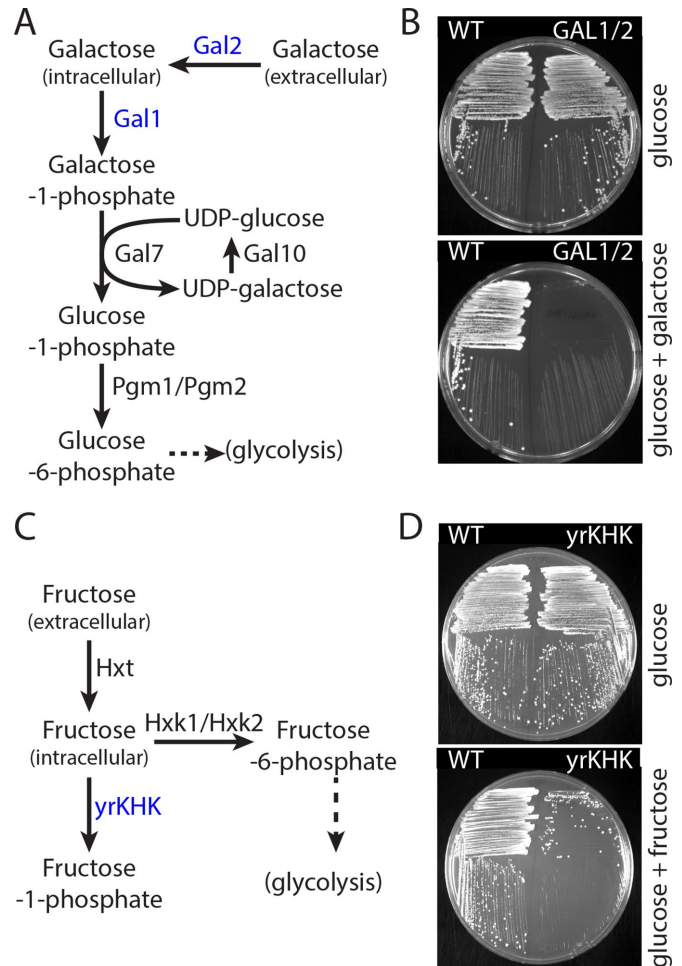 A
Galactose
(intracellular)
Gal2
Galactose
(extracellular)
Gal1
Galactose
-1-phosphate
UDP-glucose
Gal7
Gal10
UDP-galactose
Glucose
-1-phosphate
Pgm1/Pgm2
Glucose
-6-phosphate
(glycolysis)
B
WT GAL1/2
glucose
WT GAL1/2
glucose + galactose
C
Fructose
(extracellular)
Hxt
Fructose
(intracellular)
Hxk1/Hxk2
Fructose
-6-phosphate
yrKHK
Fructose
-1-phosphate
(glycolysis)
D
WT yrKHK
glucose
WT yrKHK
glucose + fructose